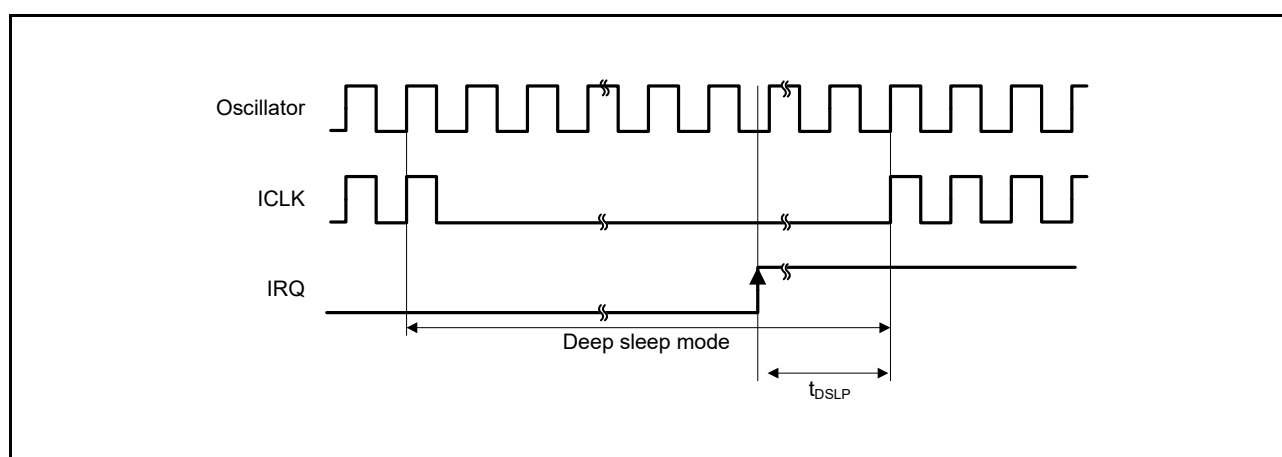 Oscillator
ICLK
IRQ
Deep sleep mode
tDSLP